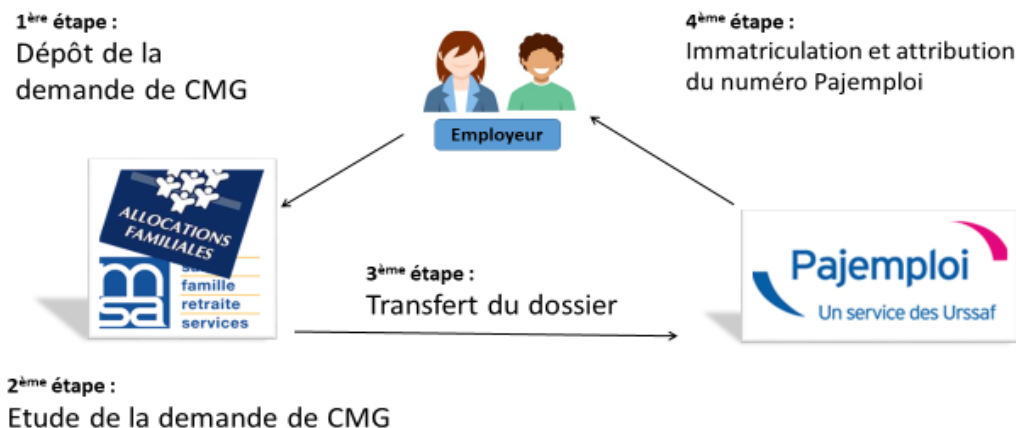 1ère étape :
Dépôt de la
demande de CMG
4ème étape :
Immatriculation et attribution
du numéro Pajemploi
Employeur
ALLOCATIONS
FAMILIALES
msa
famille
retraite
services
3ème étape :
Transfert du dossier
Pajemploi
Un service des Urssaf
2ème étape :
Etude de la demande de CMG